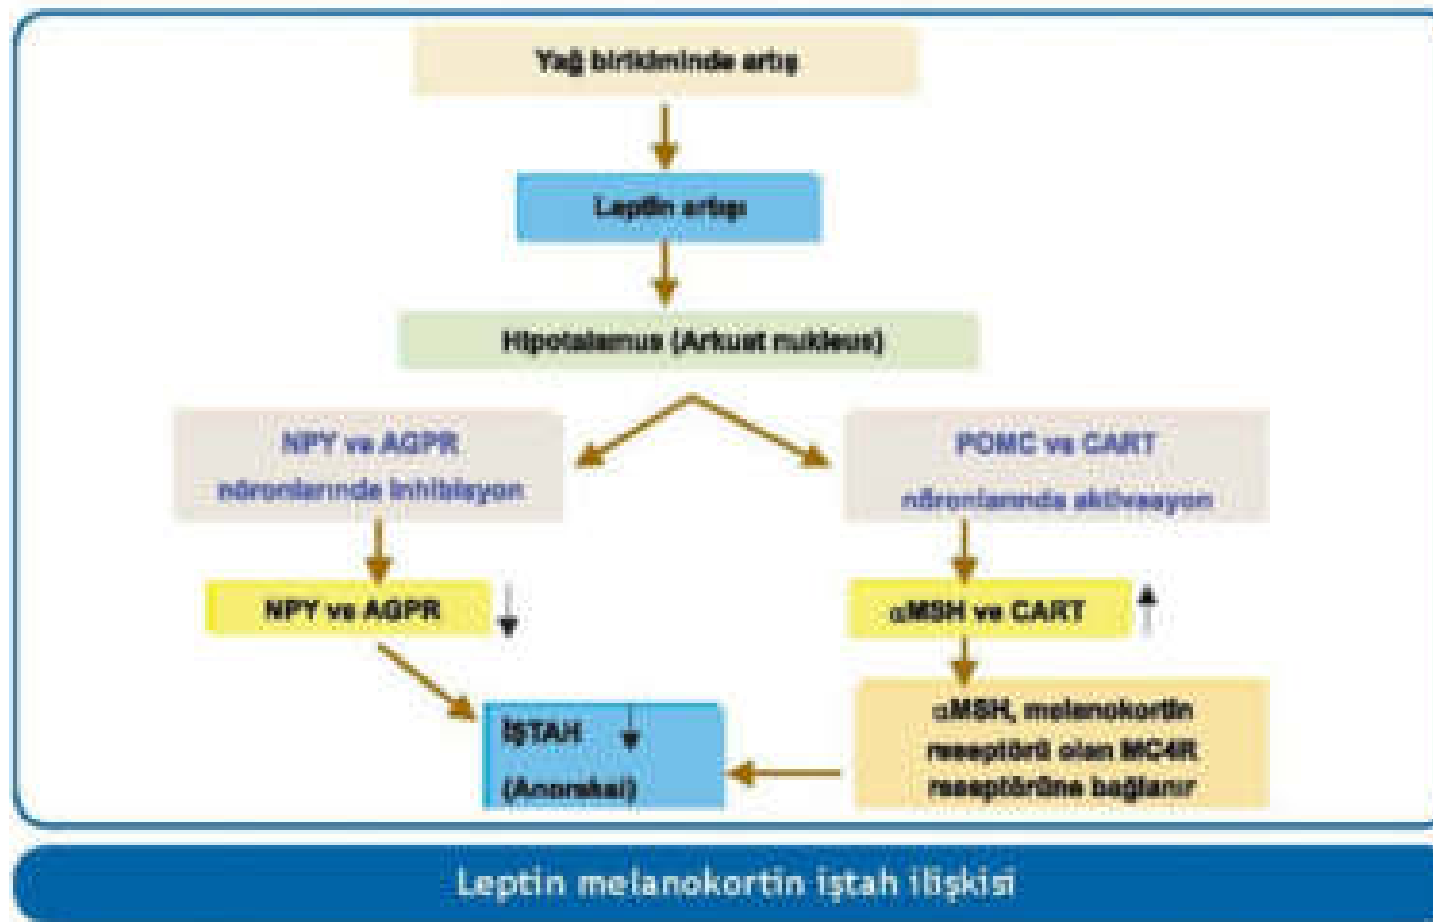 Yağ birikiminde artış
Leptin artışı
Hipotalamus (Arkuat nukleus)
NPY ve AGPR
nöronlarında inhibisyon
POMC ve CART
nöronlarında aktivasyon
NPY ve AGPR
αMSH ve CART
İŞTAH
(Anoreksi)
αMSH, melanokortin
reseptörü olan MC4R
reseptörüne bağlanır
Leptin melanokortin iştah ilişkisi